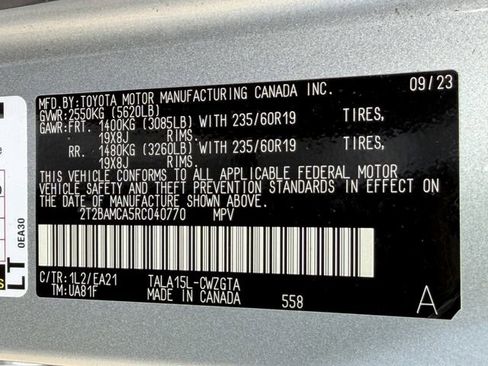 MFD.BY:TOYOTA MOTOR MANUFACTURING CANADA INC. 09/23
GVWR:2550KG (5620LB)
GAWR:FRT. 1400KG (3085LB) WITH 235/60R19 TIRES,
- 19X8J RIMS.
RR. 1480KG (3260LB) WITH 235/60R19 TIRES,
- 19X8J RIMS.
THIS VEHICLE CONFORMS TO ALL APPLICABLE FEDERAL MOTOR
VEHICLE SAFETY AND THEFT PREVENTION STANDARDS IN EFFECT ON
THE DATE OF MANUFACTURE SHOWN ABOVE.
2T2BAMCA5RC040770 MPV
C/TR:1L2/EA21 TALA15L-CWZGTA
TM:UA81F MADE IN CANADA 558 A
LT
0EA30